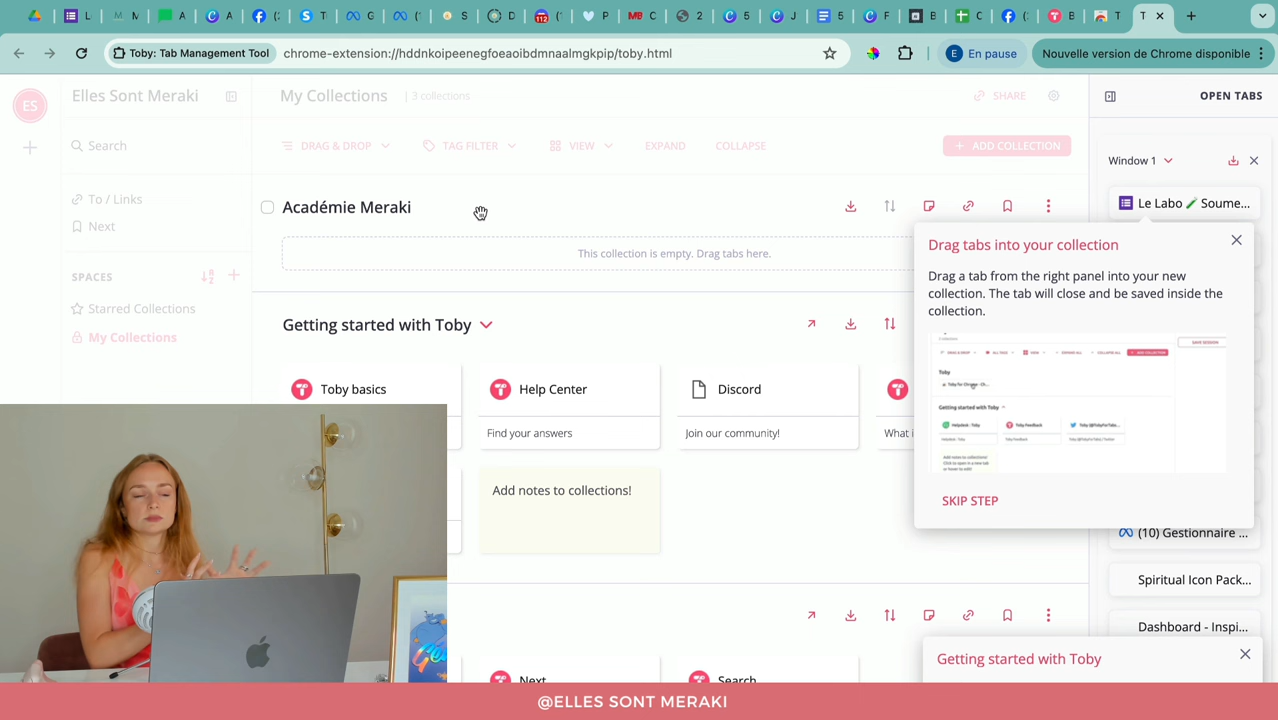 Toby: Tab Management Tool
chrome-extension://hddnkoipeenegfoeaoibdmnaalmgkpip/toby.html
E En pause
Nouvelle version de Chrome disponible
ES
Elles Sont Meraki
My Collections | 3 collections
SHARE
OPEN TABS
Search
DRAG & DROP
TAG FILTER
VIEW
EXPAND
COLLAPSE
+ ADD COLLECTION
Window 1
To / Links
Next
SPACES
Starred Collections
My Collections
Académie Meraki
Le Labo Soume...
This collection is empty. Drag tabs here.
Drag tabs into your collection
Drag a tab from the right panel into your new
collection. The tab will close and be saved inside the
collection.
SKIP STEP
Getting started with Toby
Toby basics
Help Center
Discord
Find your answers
Join our community!
What i
Add notes to collections!
(10) Gestionnaire ...
Spiritual Icon Pack...
Dashboard - Inspi...
Getting started with Toby
Next
Search
@ELLES SONT MERAKI